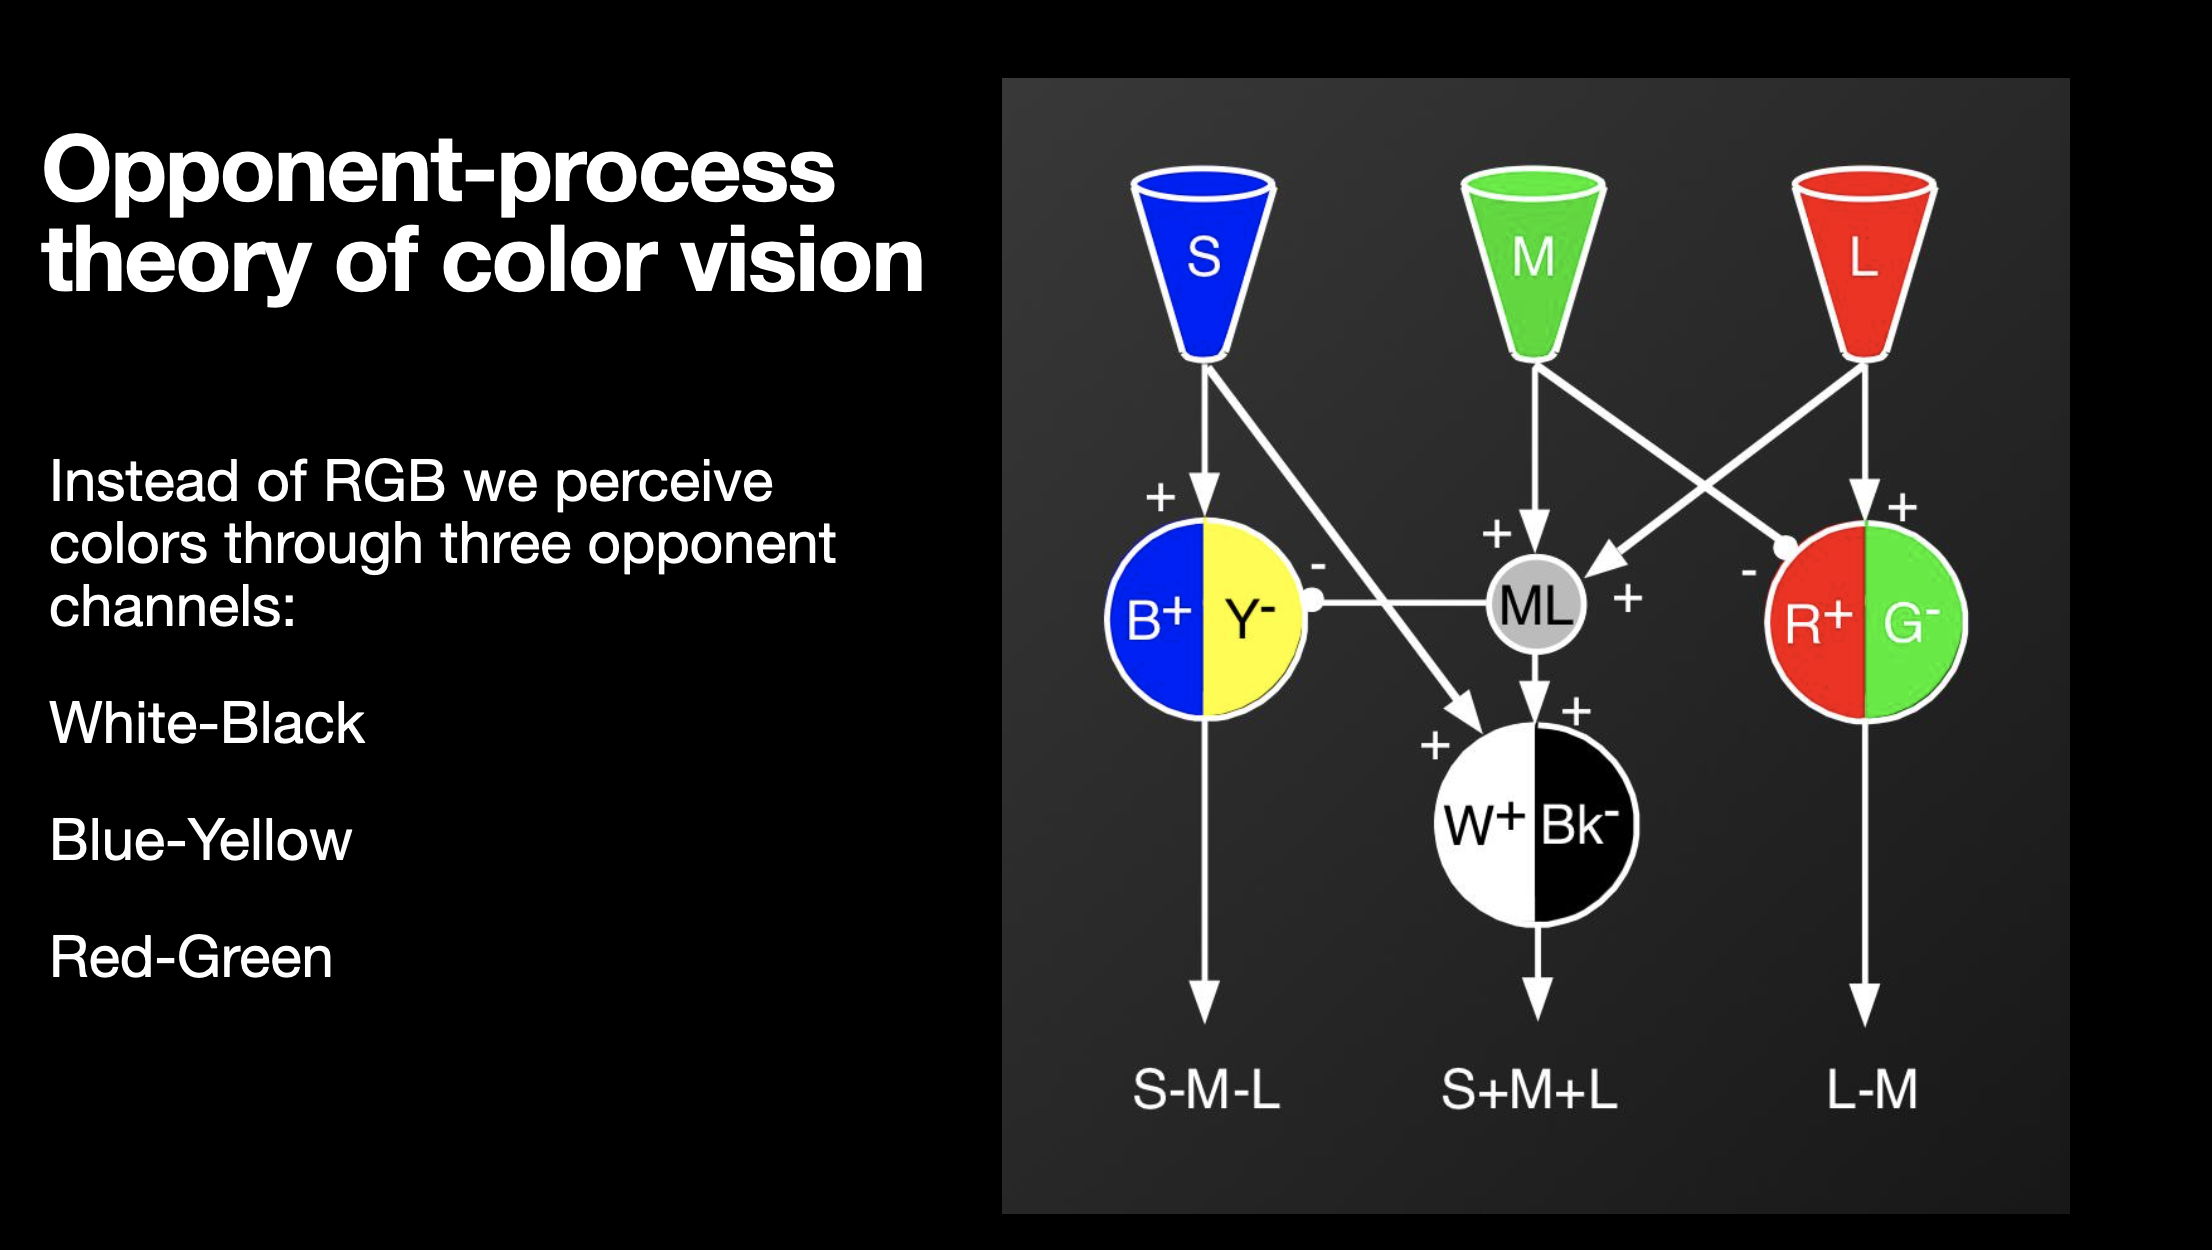 Opponent-process
theory of color vision
Instead of RGB we perceive
colors through three opponent
channels:
White-Black
Blue-Yellow
Red-Green
S M L
+ + +
B+ Y- - ML + - R+ G-
+ +
W+ Bk-
S-M-L S+M+L L-M